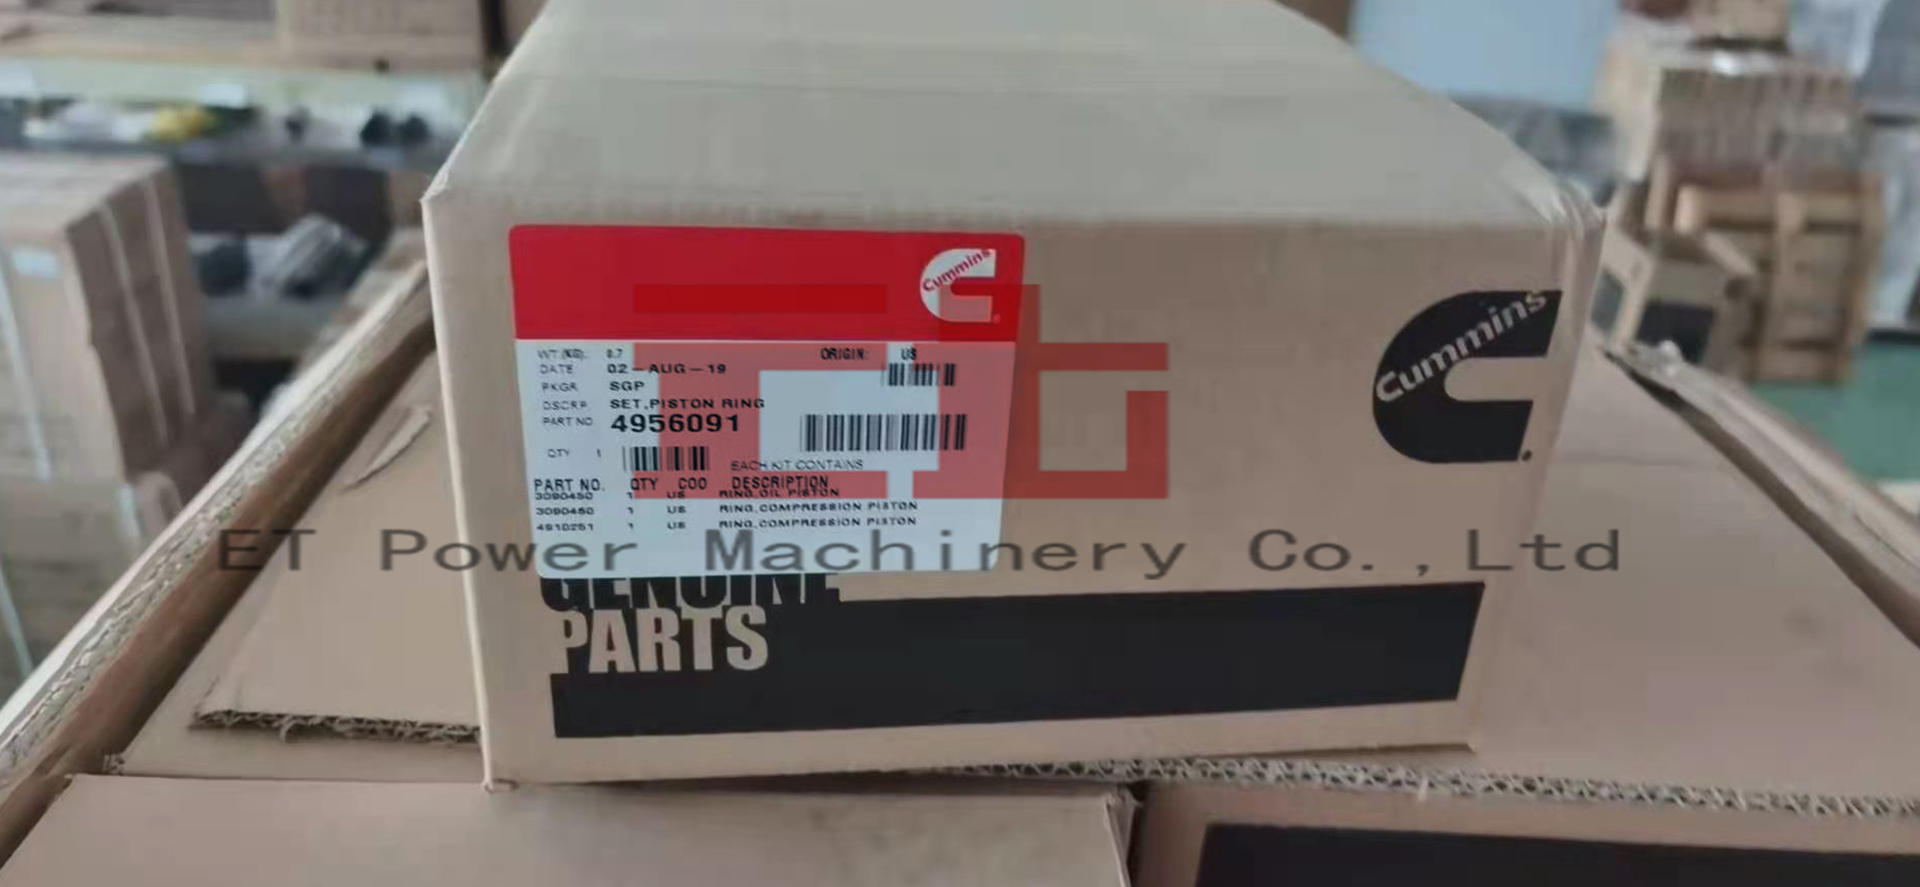 Cummins
WT.(KG). 0.7 ORIGIN: US
DATE 02-AUG-19
PKGR SGP
DSCRP. SET,PISTON RING
PART NO 4956091
QTY 1
EACH KIT CONTAINS
PART NO. QTY COO DESCRIPTION
3090450 1 US RING,OIL PISTON
3090460 1 US RING,COMPRESSION PISTON
4910251 1 US RING,COMPRESSION PISTON
Cummins
ET Power Machinery Co.,Ltd
GENUINE
PARTS